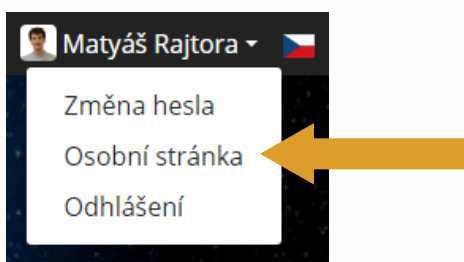 Matyáš Rajtora
Změna hesla
Osobní stránka
Odhlášení